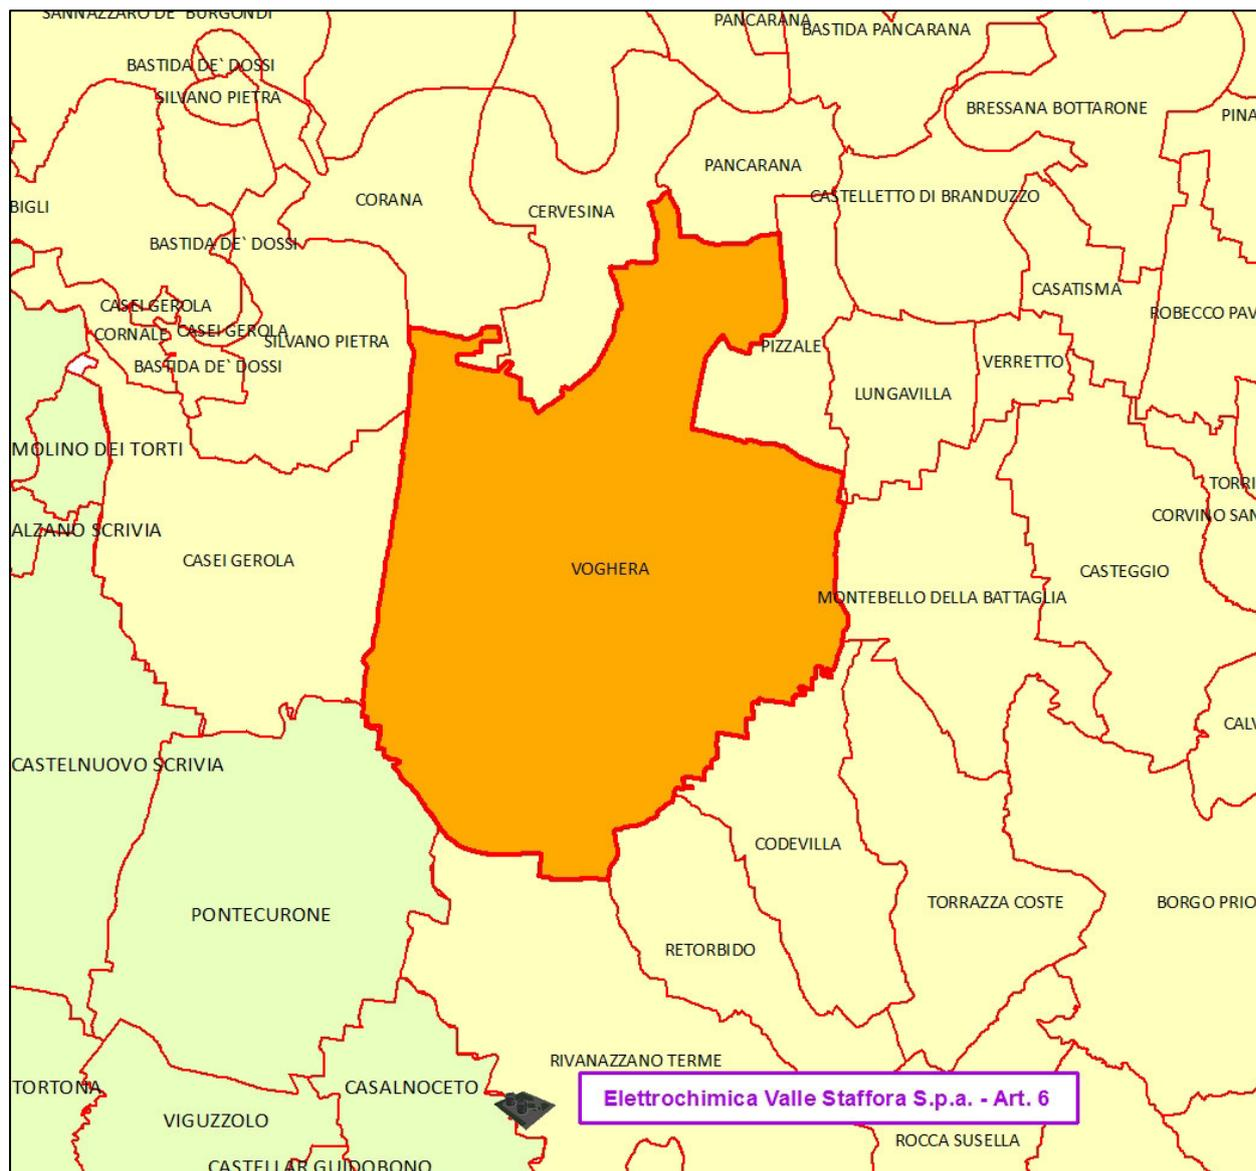 SANNAZZARO DE` BURGONDI
PANCARANA
BASTIDA PANCARANA
BASTIDA DE` DOSSI
SILVANO PIETRA
BRESSANA BOTTARONE
PINA
PANCARANA
CORANA
CERVESINA
CASTELLETTO DI BRANDUZZO
BIGLI
BASTIDA DE` DOSSI
CASATISMA
CASEI GEROLA
ROBECCO PAV
CORNALE
CASEI GEROLA
SILVANO PIETRA
PIZZALE
VERRETTO
BASTIDA DE` DOSSI
LUNGAVILLA
MOLINO DEI TORTI
TORRI
CORVINO SAN
ALZANO SCRIVIA
CASEI GEROLA
VOGHERA
CASTEGGIO
MONTEBELLO DELLA BATTAGLIA
CALV
CASTELNUOVO SCRIVIA
CODEVILLA
PONTECURONE
TORRAZZA COSTE
BORGO PRIO
RETORBIDO
RIVANAZZANO TERME
TORTONA
CASALNOCETO
Elettrochimica Valle Staffora S.p.a. - Art. 6
VIGUZZOLO
ROCCA SUSELLA
CASTELLAR GUIDOBONO